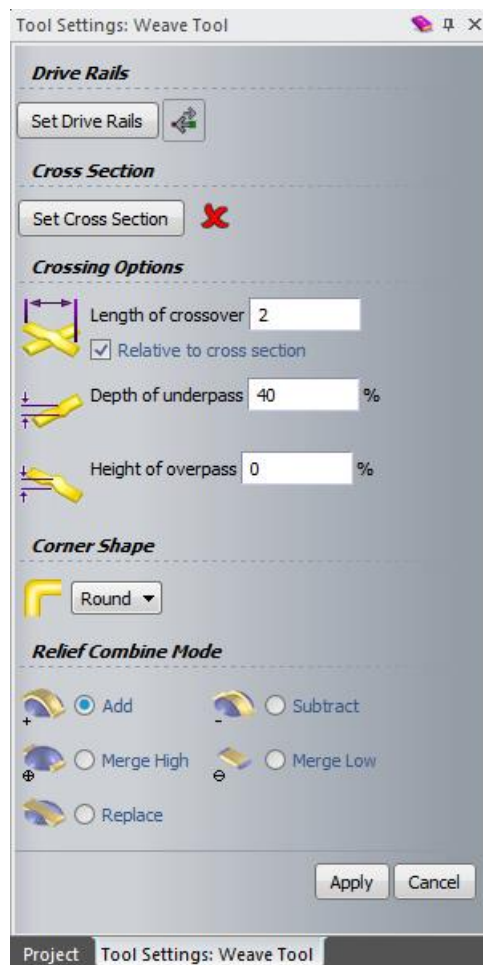 Tool Settings: Weave Tool
Drive Rails
Set Drive Rails
Cross Section
Set Cross Section
Crossing Options
Length of crossover 2
Relative to cross section
Depth of underpass 40 %
Height of overpass 0 %
Corner Shape
Round
Relief Combine Mode
Add Subtract
Merge High Merge Low
Replace
Apply Cancel
Project Tool Settings: Weave Tool